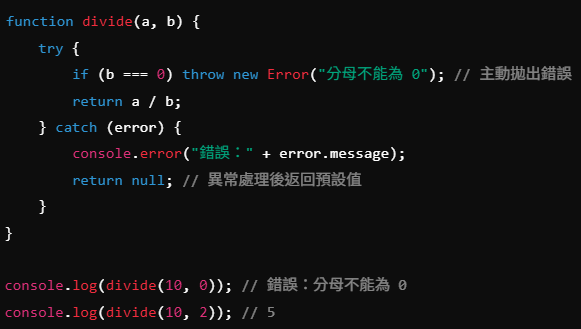 function divide(a, b) {
    try {
        if (b === 0) throw new Error("分母不能為 0"); // 主動拋出錯誤
        return a / b;
    } catch (error) {
        console.error("錯誤：" + error.message);
        return null; // 異常處理後返回預設值
    }
}

console.log(divide(10, 0)); // 錯誤：分母不能為 0
console.log(divide(10, 2)); // 5